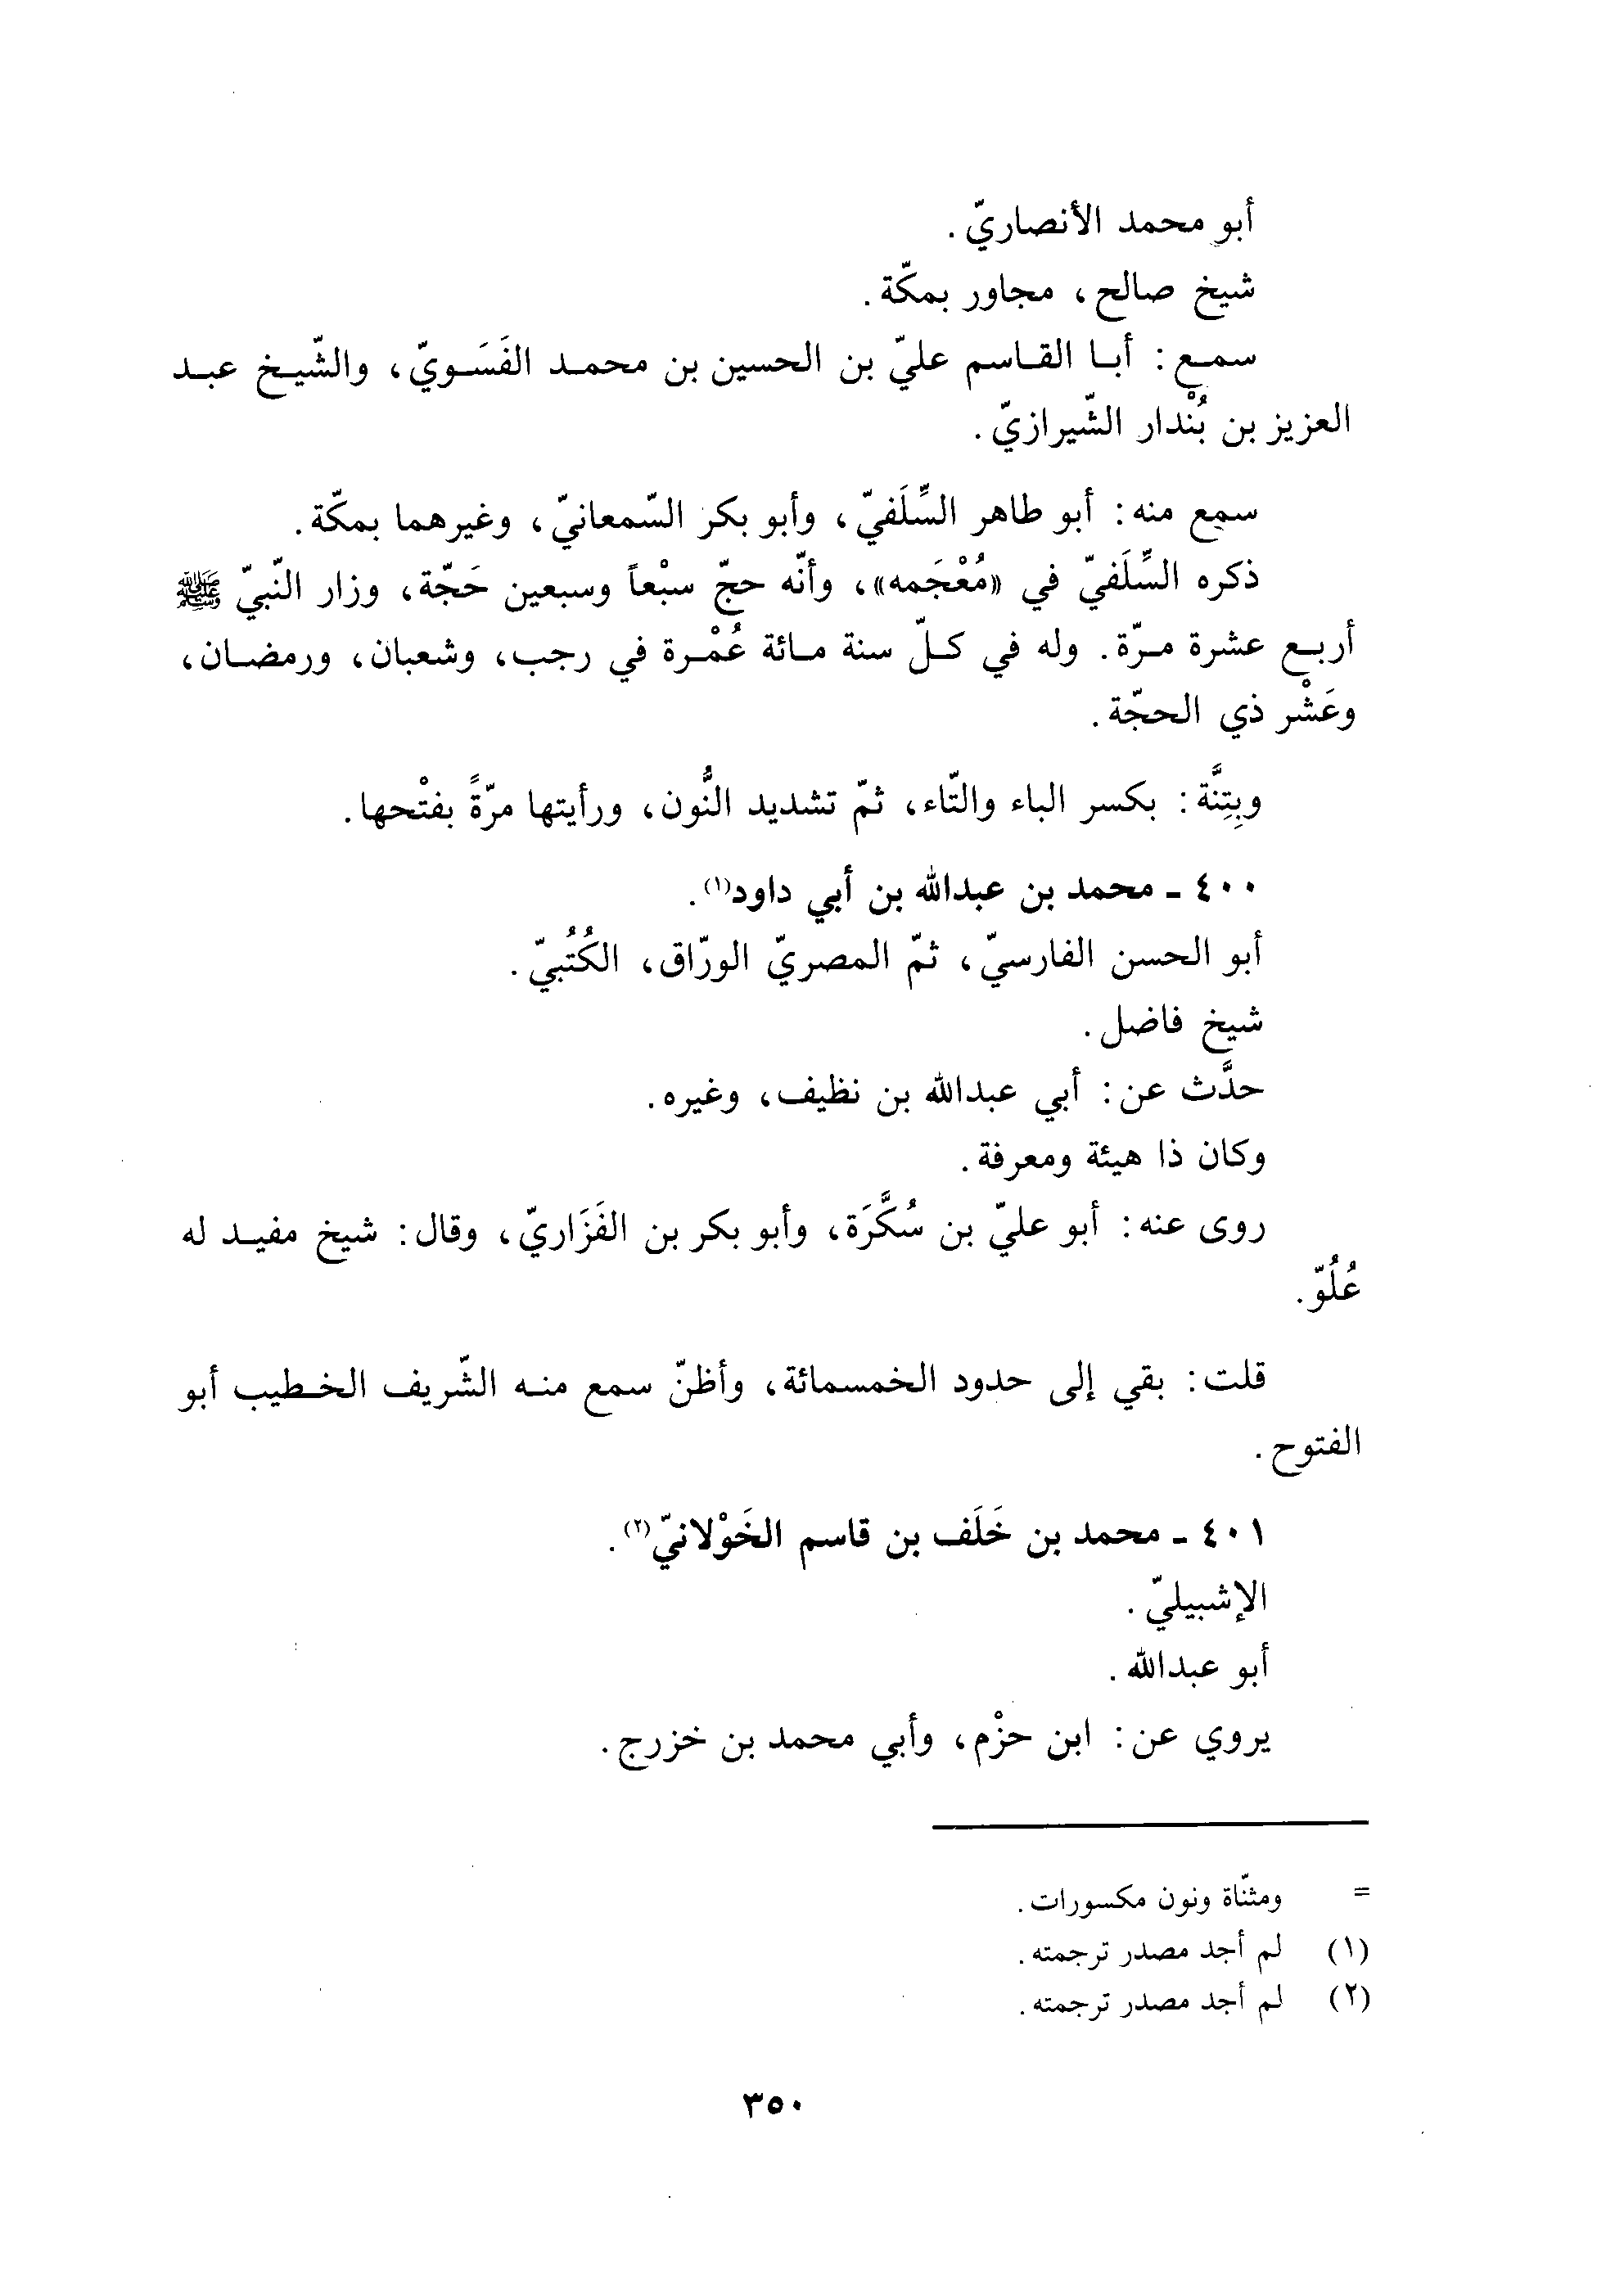 أبو محمد الأنصاريّ.
شيخ صالح، مجاور بمكّة.
سمع: أبا القاسم عليّ بن الحسين بن محمد الفَسَويّ، والشّيخ عبد
العزيز بن بُنْدار الشّيرازيّ.
سمع منه: أبو طاهر السِّلَفيّ، وأبو بكر السّمعانيّ، وغيرهما بمكّة.
ذكره السِّلَفيّ في «مُعْجَمه»، وأنّه حجّ سبْعاً وسبعين حَجّة، وزار النّبيّ ﷺ
أربع عشرة مرّة. وله في كلّ سنة مائة عُمْرة في رجب، وشعبان، ورمضان،
وعَشْر ذي الحجّة.
وبِتِنَّة: بكسر الباء والتّاء، ثمّ تشديد النُّون، ورأيتها مرّةً بفتْحها.
٤٠٠ ـ محمد بن عبدالله بن أبي داود(١).
أبو الحسن الفارسيّ، ثمّ المصريّ الورّاق، الكُتُبيّ.
شيخ فاضل.
حدَّث عن: أبي عبدالله بن نظيف، وغيره.
وكان ذا هيئة ومعرفة.
روى عنه: أبو عليّ بن سُكَّرَة، وأبو بكر بن الفَزَاريّ، وقال: شيخ مفيد له
عُلُوّ.
قلت: بقي إلى حدود الخمسمائة، وأظنّ سمع منه الشّريف الخطيب أبو
الفتوح.
٤٠١ ـ محمد بن خَلَف بن قاسم الخَوْلانيّ(٢).
الإشبيليّ.
أبو عبدالله.
يروي عن: ابن حزْم، وأبي محمد بن خزرج.
= ومثنّاة ونون مكسورات.
(١) لم أجد مصدر ترجمته.
(٢) لم أجد مصدر ترجمته.
٣٥٠